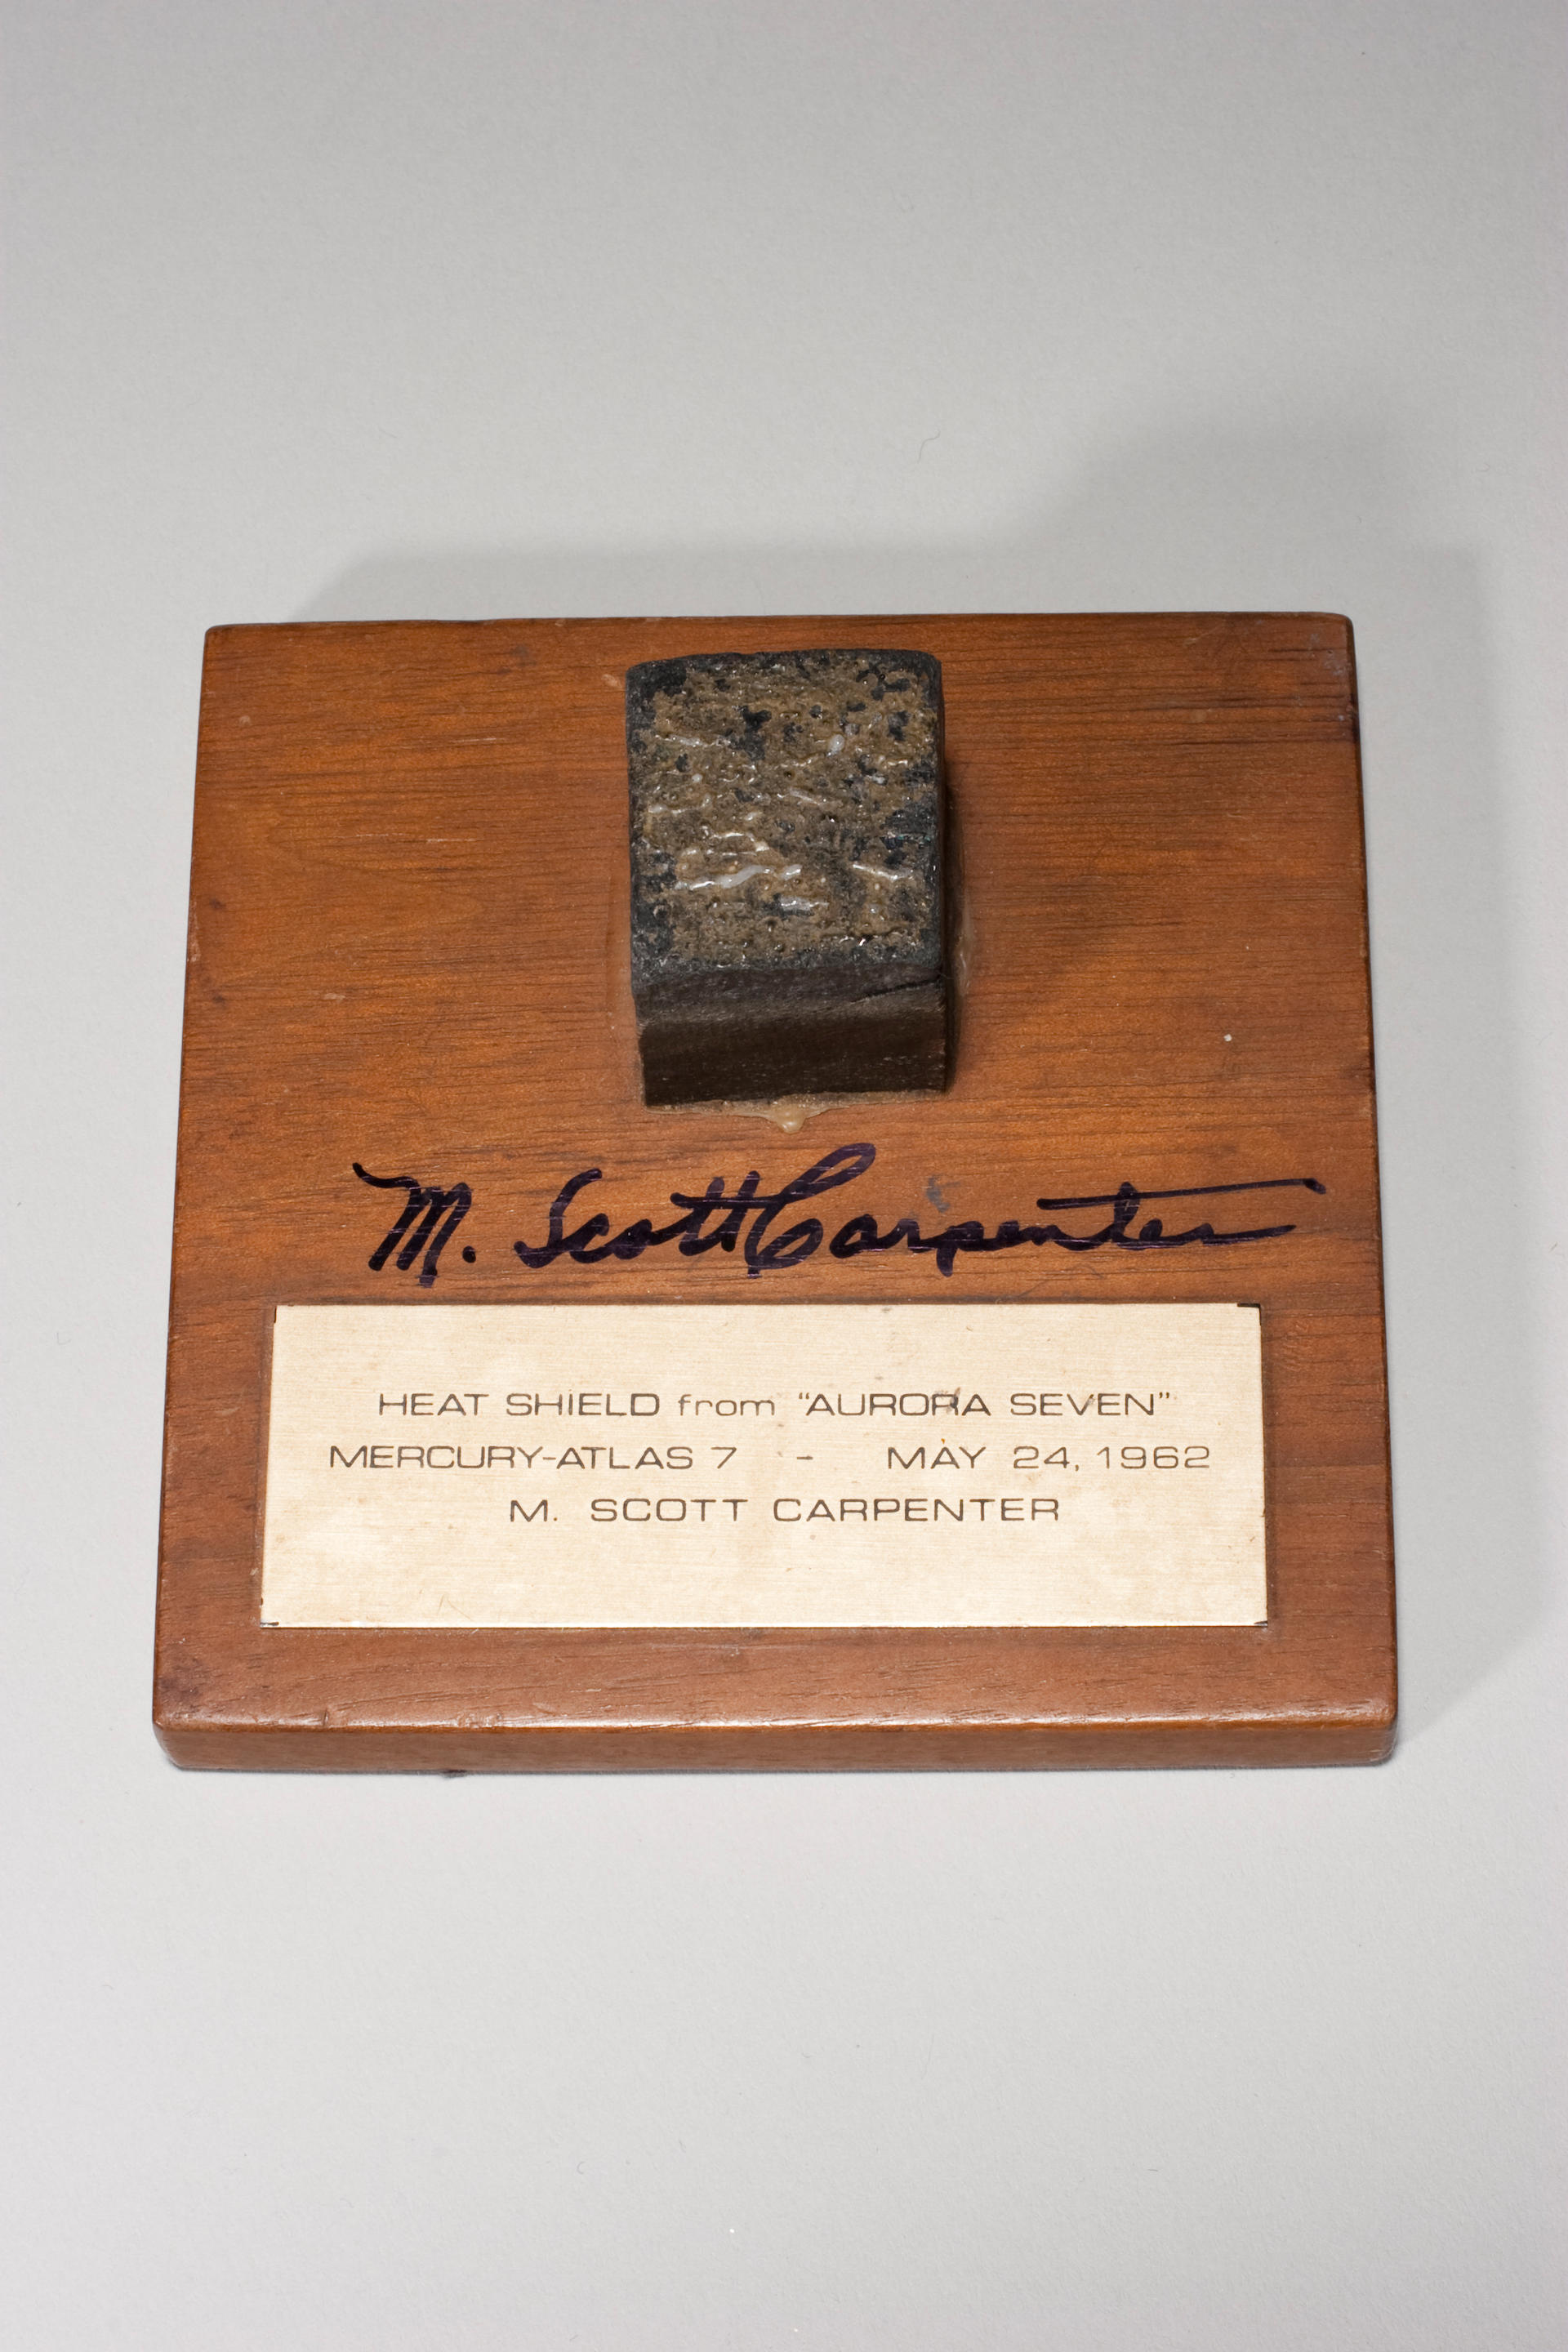 M. Scott Carpenter
HEAT SHIELD from "AURORA SEVEN"
MERCURY-ATLAS 7 - MAY 24, 1962
M. SCOTT CARPENTER